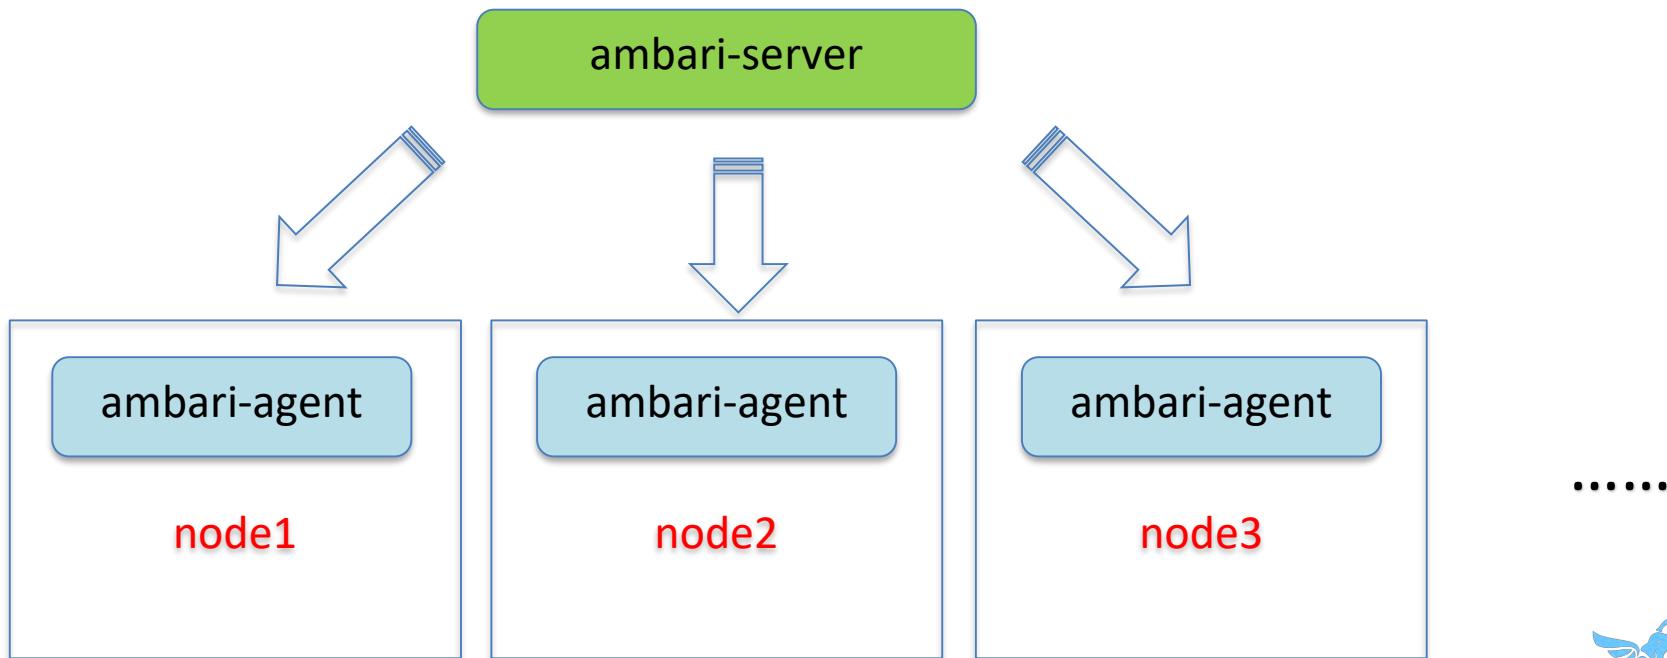 ambari-server
ambari-agent
ambari-agent
ambari-agent
.......
node1
node2
node3